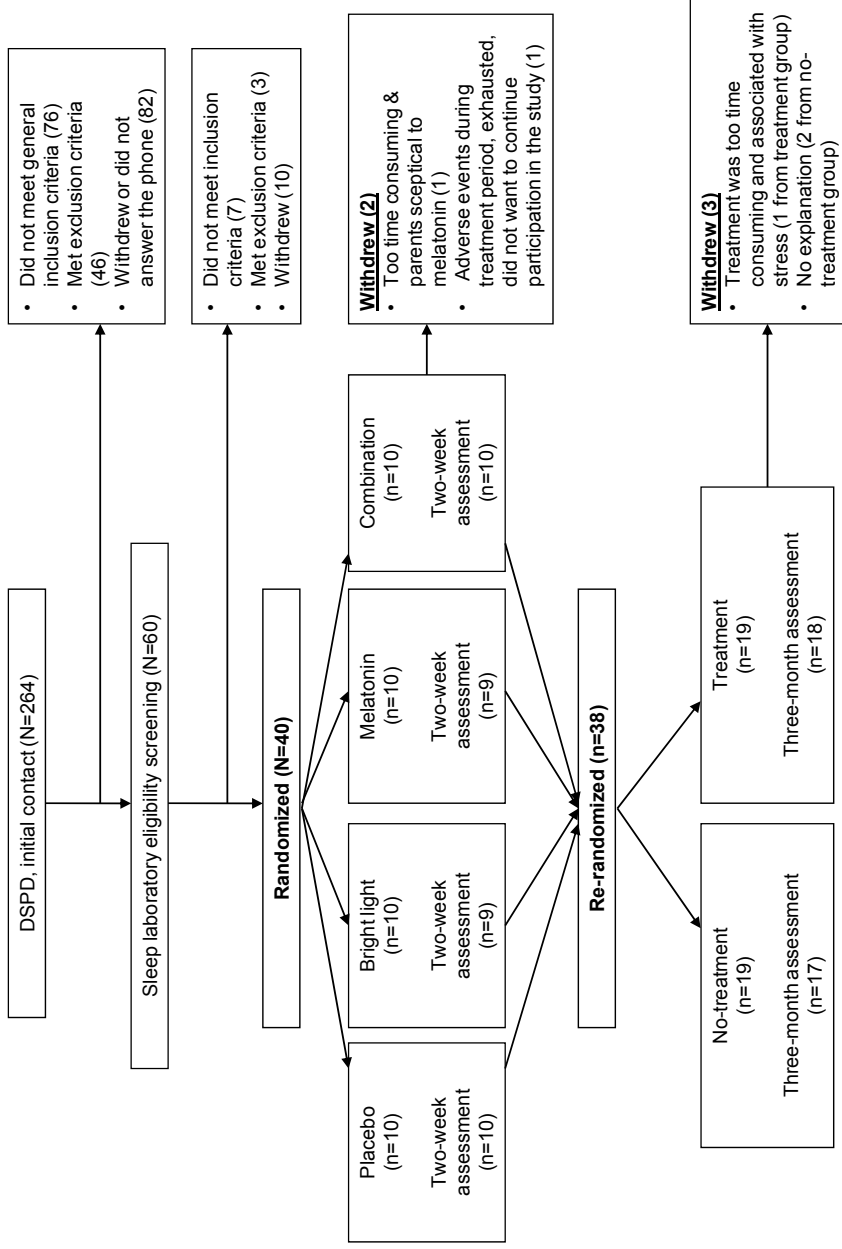 DSPD, initial contact (N=264)
• Did not meet general
inclusion criteria (76)
• Met exclusion criteria
(46)
• Withdrew or did not
answer the phone (82)
Sleep laboratory eligibility screening (N=60)
• Did not meet inclusion
criteria (7)
• Met exclusion criteria (3)
• Withdrew (10)
Randomized (N=40)
Placebo
(n=10)
Two-week
assessment
(n=10)
Bright light
(n=10)
Two-week
assessment
(n=9)
Melatonin
(n=10)
Two-week
assessment
(n=9)
Combination
(n=10)
Two-week
assessment
(n=10)
Withdrew (2)
• Too time consuming &
parents sceptical to
melatonin (1)
• Adverse events during
treatment period, exhausted,
did not want to continue
participation in the study (1)
Re-randomized (n=38)
No-treatment
(n=19)
Three-month assessment
(n=17)
Treatment
(n=19)
Three-month assessment
(n=18)
Withdrew (3)
• Treatment was too time
consuming and associated with
stress (1 from treatment group)
• No explanation (2 from no-
treatment group)